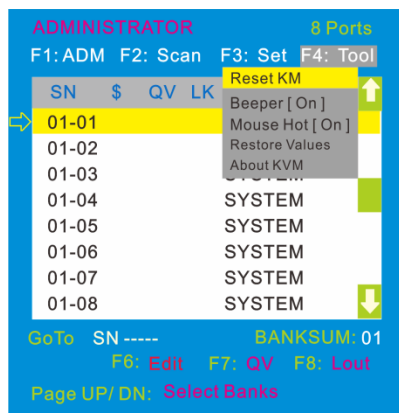 ADMINISTRATOR 8 Ports
F1: ADM F2: Scan F3: Set F4: Tool
SN $ QV LK
Reset KM
Beeper [ On ]
Mouse Hot [ On ]
Restore Values
About KVM
01-01
01-02
01-03
01-04 SYSTEM
01-05 SYSTEM
01-06 SYSTEM
01-07 SYSTEM
01-08 SYSTEM
GoTo SN ----- BANKSUM: 01
F6: Edit F7: QV F8: Lout
Page UP/ DN: Select Banks